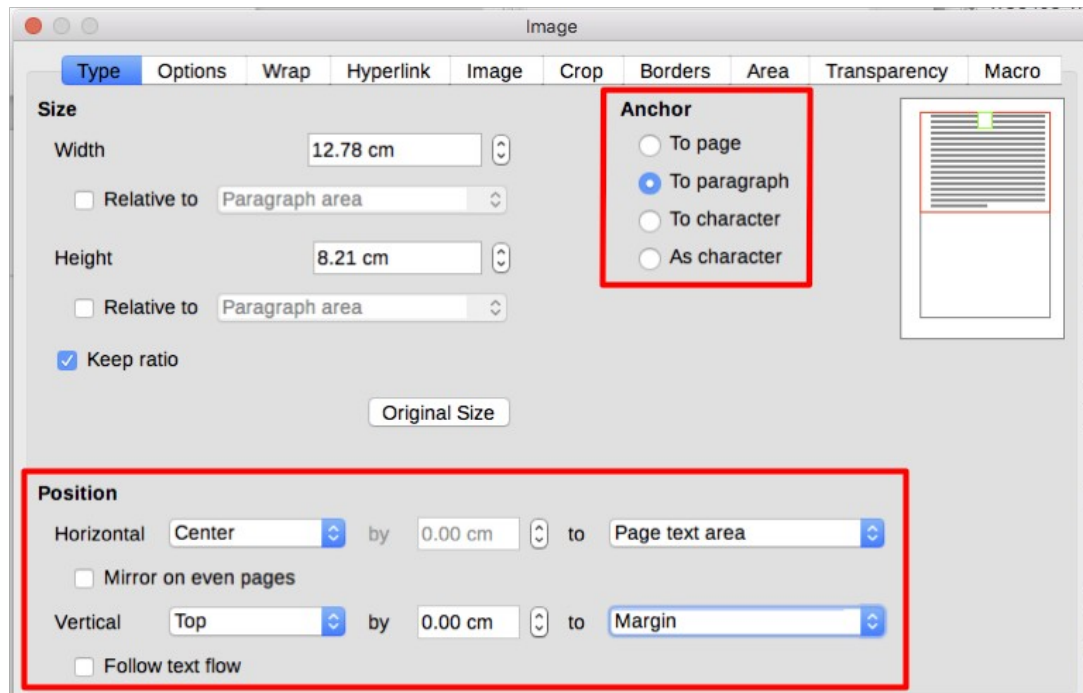 Image
Type Options Wrap Hyperlink Image Crop Borders Area Transparency Macro
Size
Width 12.78 cm
Relative to Paragraph area
Height 8.21 cm
Relative to Paragraph area
Keep ratio
Original Size
Anchor
To page
To paragraph
To character
As character
Position
Horizontal Center by 0.00 cm to Page text area
Mirror on even pages
Vertical Top by 0.00 cm to Margin
Follow text flow